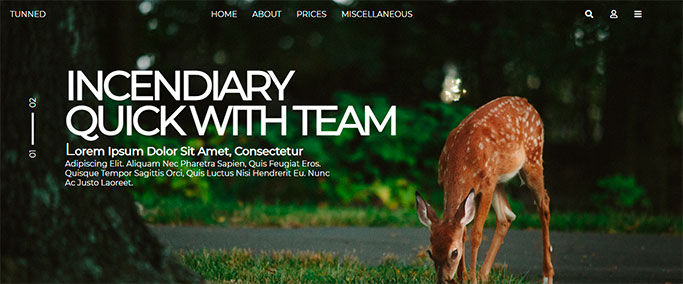 TUNNED
HOME ABOUT PRICES MISCELLANEOUS
INCENDIARY
QUICK WITH TEAM
Lorem Ipsum Dolor Sit Amet, Consectetur
Adipiscing Elit. Aliquam Nec Pharetra Sapien, Quis Feugiat Eros.
Quisque Tempor Sagittis Orci, Quis Luctus Nisi Hendrerit Eu. Nunc
Ac Justo Laoreet.
02
01